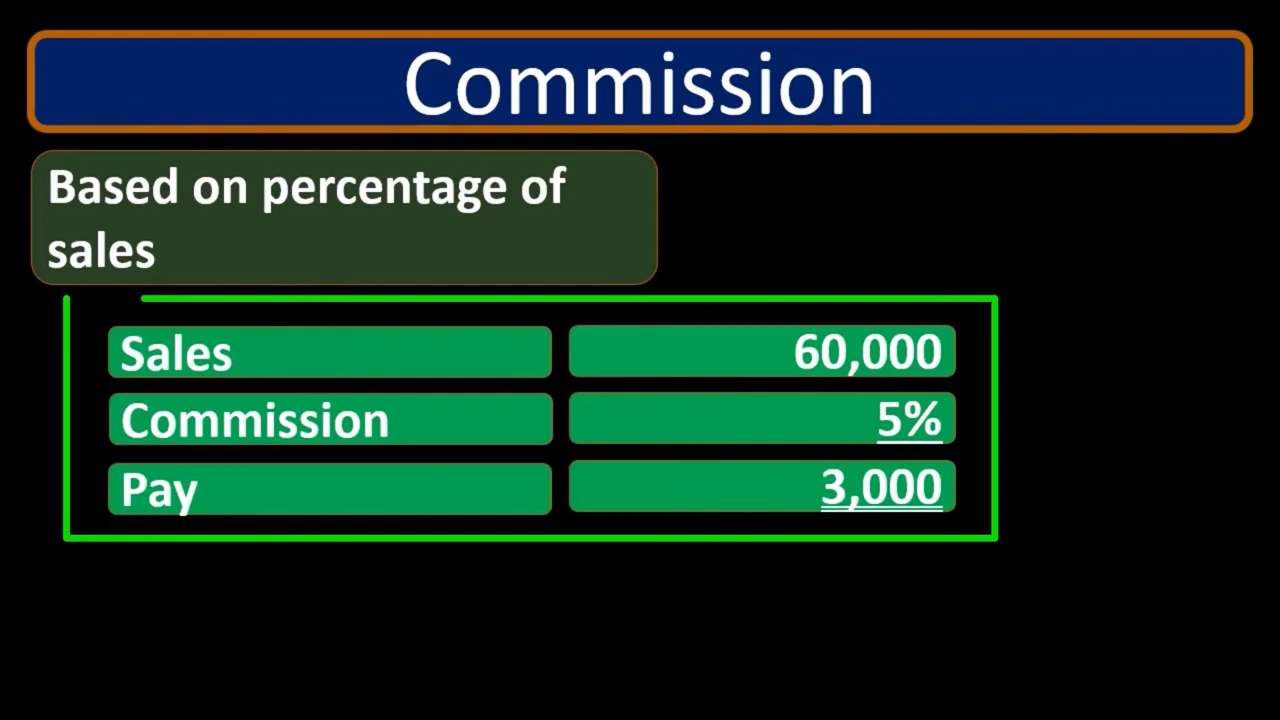 Commission
Based on percentage of
sales
Sales 60,000
Commission 5%
Pay 3,000